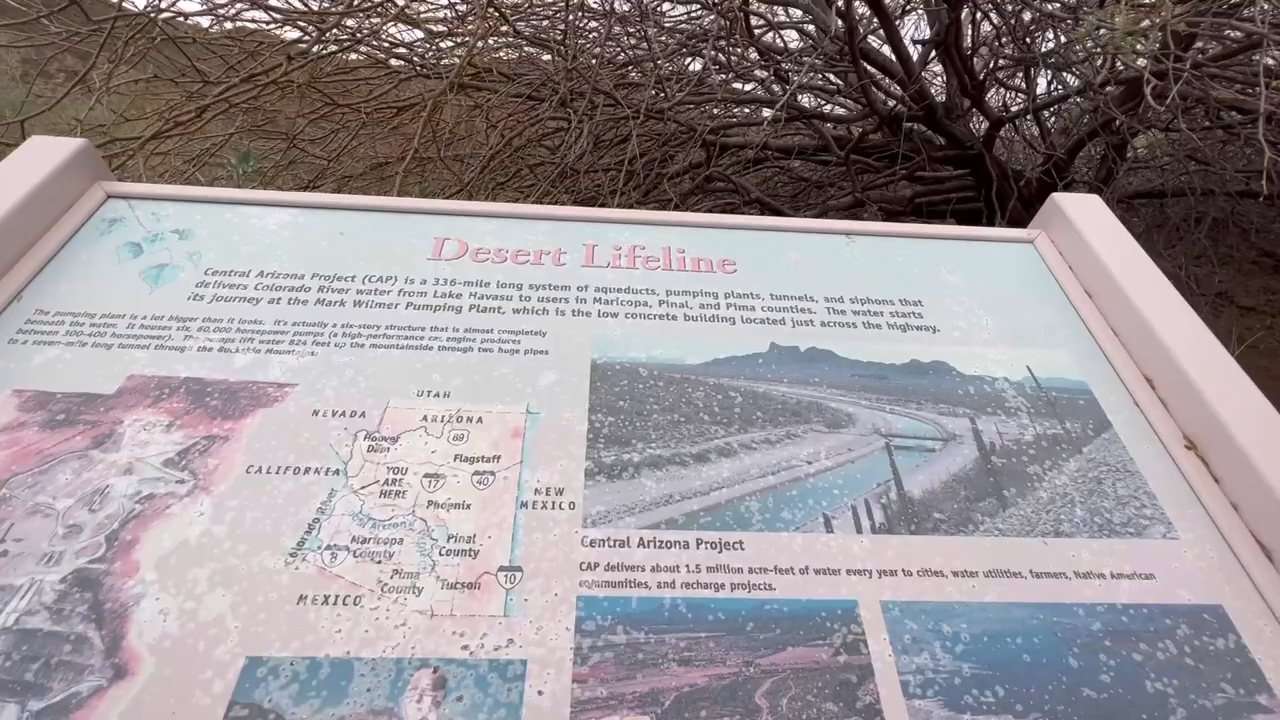 Desert Lifeline
Central Arizona Project (CAP) is a 336-mile long system of aqueducts, pumping plants, tunnels, and siphons that
delivers Colorado River water from Lake Havasu to users in Maricopa, Pinal, and Pima counties. The water starts
its journey at the Mark Wilmer Pumping Plant, which is the low concrete building located just across the highway.
The pumping plant is a lot bigger than it looks. It's actually a six-story structure that is almost completely
beneath the water. It houses six, 60,000 horsepower pumps (a high-performance car engine produces
between 300-400 horsepower). The pumps lift water 824 feet up the mountainside through two huge pipes
to a seven-mile long tunnel through the Buckskin Mountains.
UTAH
NEVADA
ARIZONA
Hoover
Dam
89
Flagstaff
CALIFORNIA
YOU
ARE
HERE
17
40
NEW
MEXICO
Phoenix
Colorado River
Maricopa
County
8
Pinal
County
Pima
County
Tucson
10
MEXICO
Central Arizona Project
CAP delivers about 1.5 million acre-feet of water every year to cities, water utilities, farmers, Native American
communities, and recharge projects.